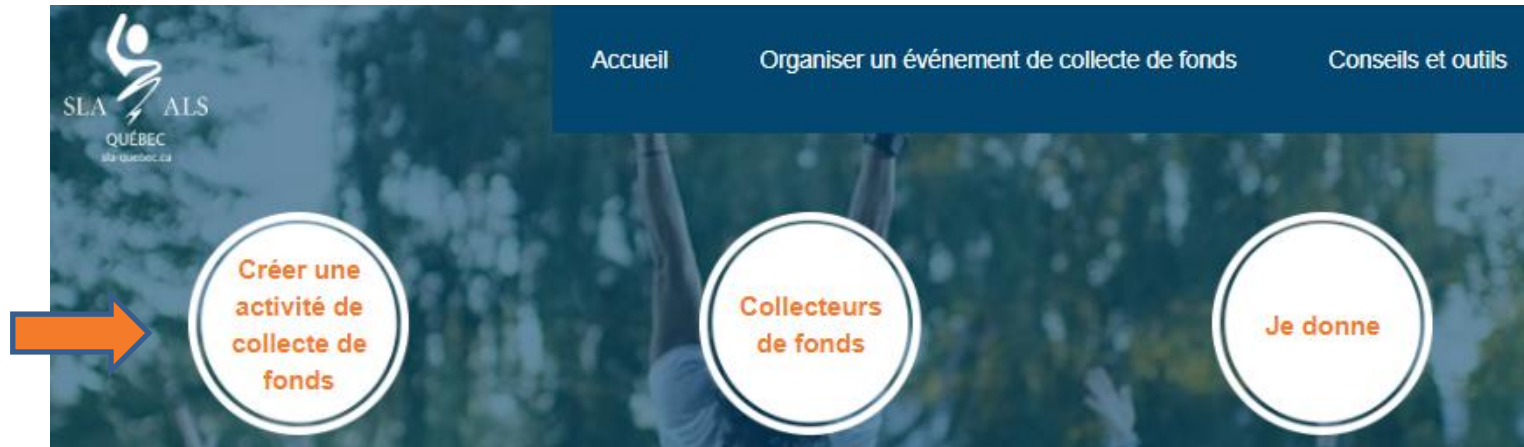 Accueil Organiser un événement de collecte de fonds Conseils et outils
SLA ALS
QUÉBEC
sla-quebec.ca
Créer une
activité de
collecte de
fonds
Collecteurs
de fonds
Je donne